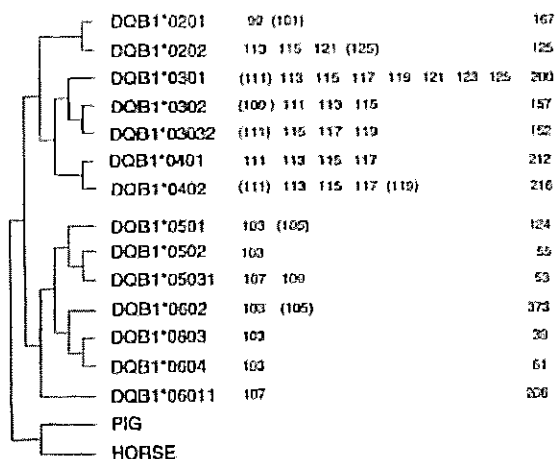 DQB1*0201 99 (101) 167
DQB1*0202 113 115 121 (125) 125
DQB1*0301 (111) 113 115 117 119 121 123 125 200
DQB1*0302 (109) 111 113 115 157
DQB1*03032 (111) 115 117 119 152
DQB1*0401 111 113 115 117 212
DQB1*0402 (111) 113 115 117 (119) 216
DQB1*0501 103 (105) 124
DQB1*0502 103 55
DQB1*05031 107 109 53
DQB1*0602 103 (105) 373
DQB1*0603 103 39
DQB1*0604 103 61
DQB1*06011 107
PIG
HORSE